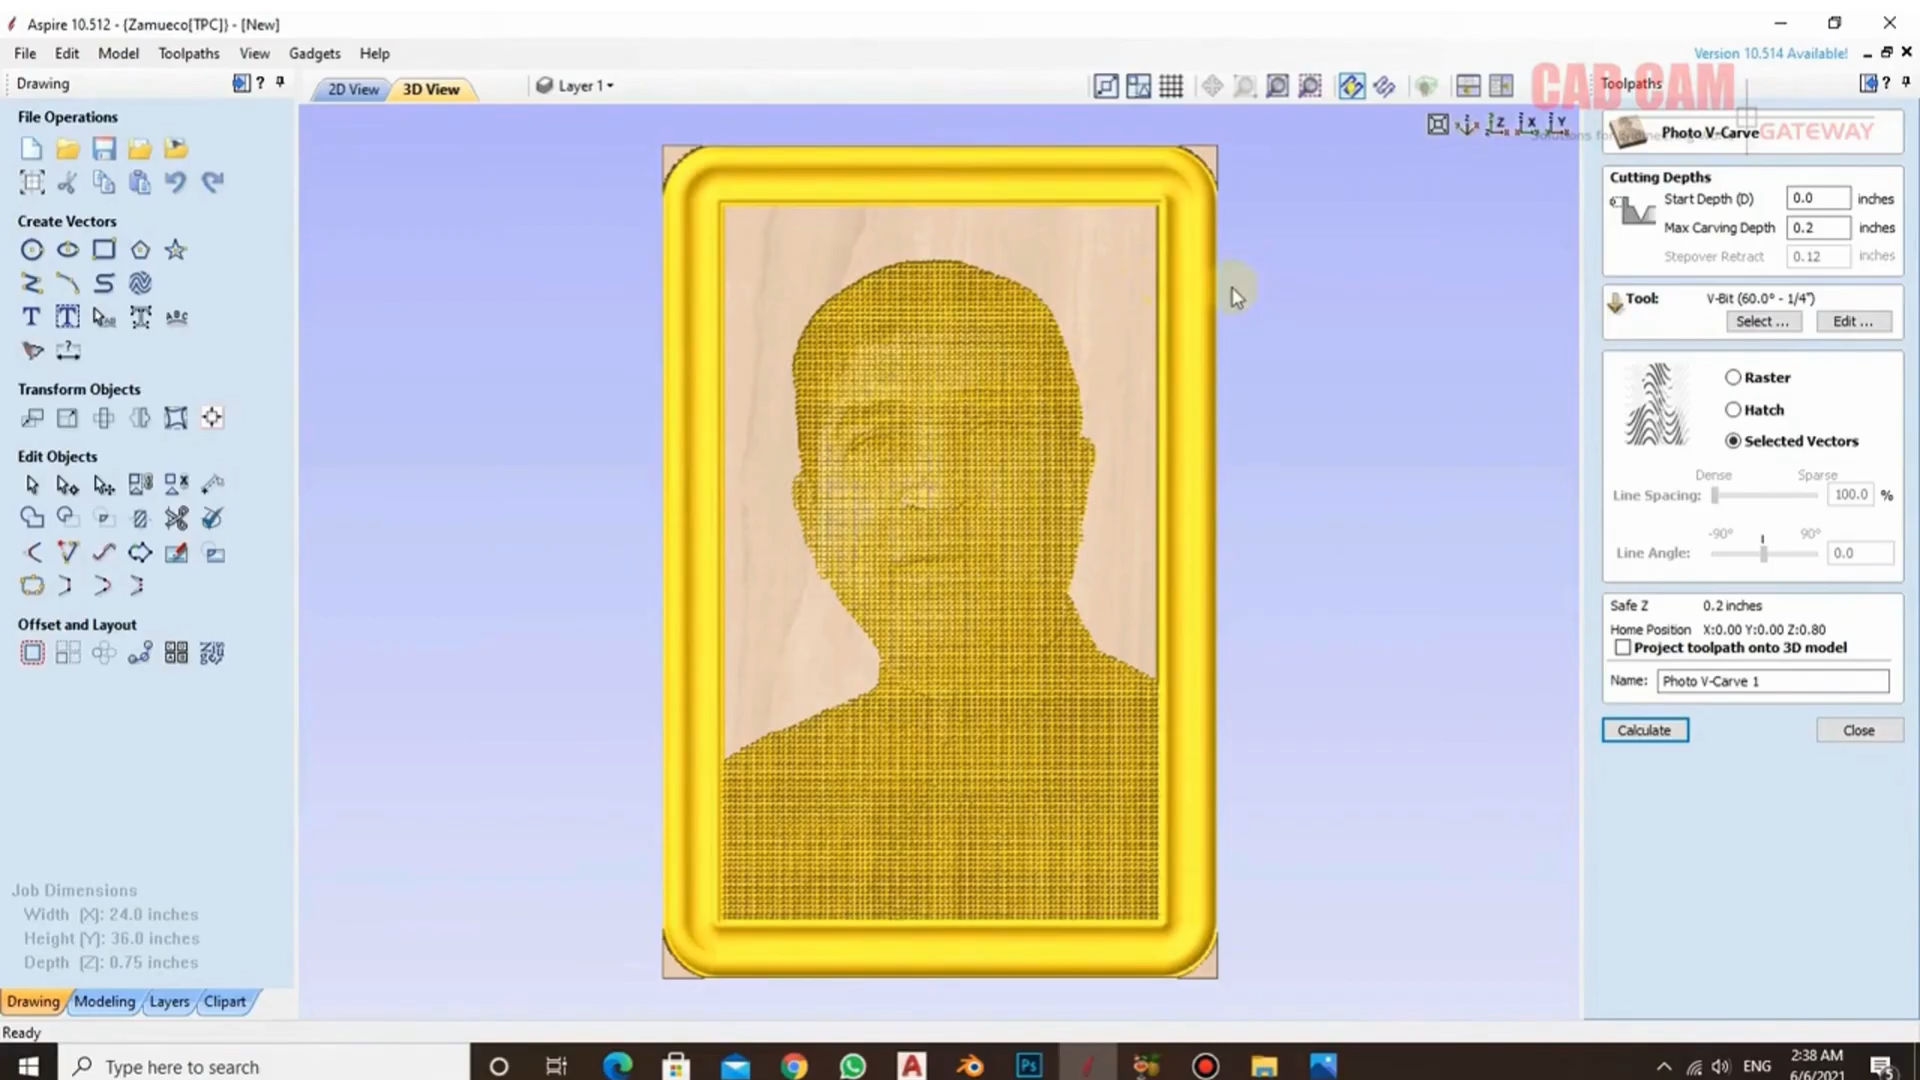 Aspire 10.512 - {Zamueco[TPC]} - [New]
File Edit Model Toolpaths View Gadgets Help
Version 10.514 Available!
Drawing ?
2D View 3D View Layer 1
Toolpaths ?
CAD CAM
GATEWAY
File Operations
Photo V-Carve
Cutting Depths
Start Depth (D) 0.0 inches
Max Carving Depth 0.2 inches
Stepover Retract 0.12 inches
Create Vectors
Tool: V-Bit (60.0° - 1/4")
Select ... Edit ...
Raster
Hatch
Selected Vectors
Transform Objects
Edit Objects
Dense Sparse
Line Spacing: 100.0 %
-90° 90°
Line Angle: 0.0
Offset and Layout
Safe Z 0.2 inches
Home Position X:0.00 Y:0.00 Z:0.80
Project toolpath onto 3D model
Name: Photo V-Carve 1
Calculate Close
Job Dimensions
Width (X): 24.0 inches
Height (Y): 36.0 inches
Depth (Z): 0.75 inches
Drawing Modeling Layers Clipart
Ready
Type here to search
Ps
ENG
2:38 AM
6/6/2021